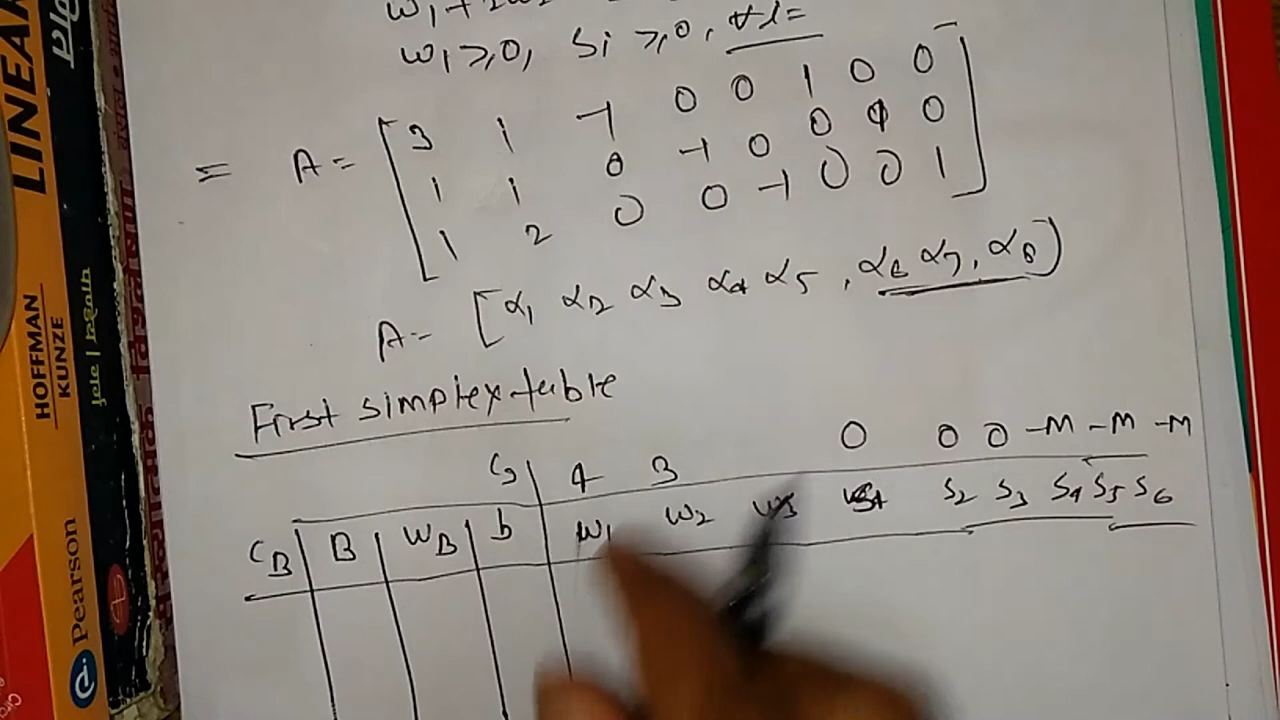 w1 + 2w2
w1 ≥, 0, Si ≥, 0, ∀i=
= A = [ 3 1 -1 0 0 1 0 0
1 1 0 -1 0 0 1 0
1 2 0 0 -1 0 0 1 ]
A = [ α1 α2 α3 α4 α5, α6 α7, α8 )
First simplex table
Cj 4 3 0 0 0 -M -M -M
CB B WB b w1 w2 S1 S2 S3 S4 S5 S6
LINEAR
HOFFMAN
KUNZE
Pearson